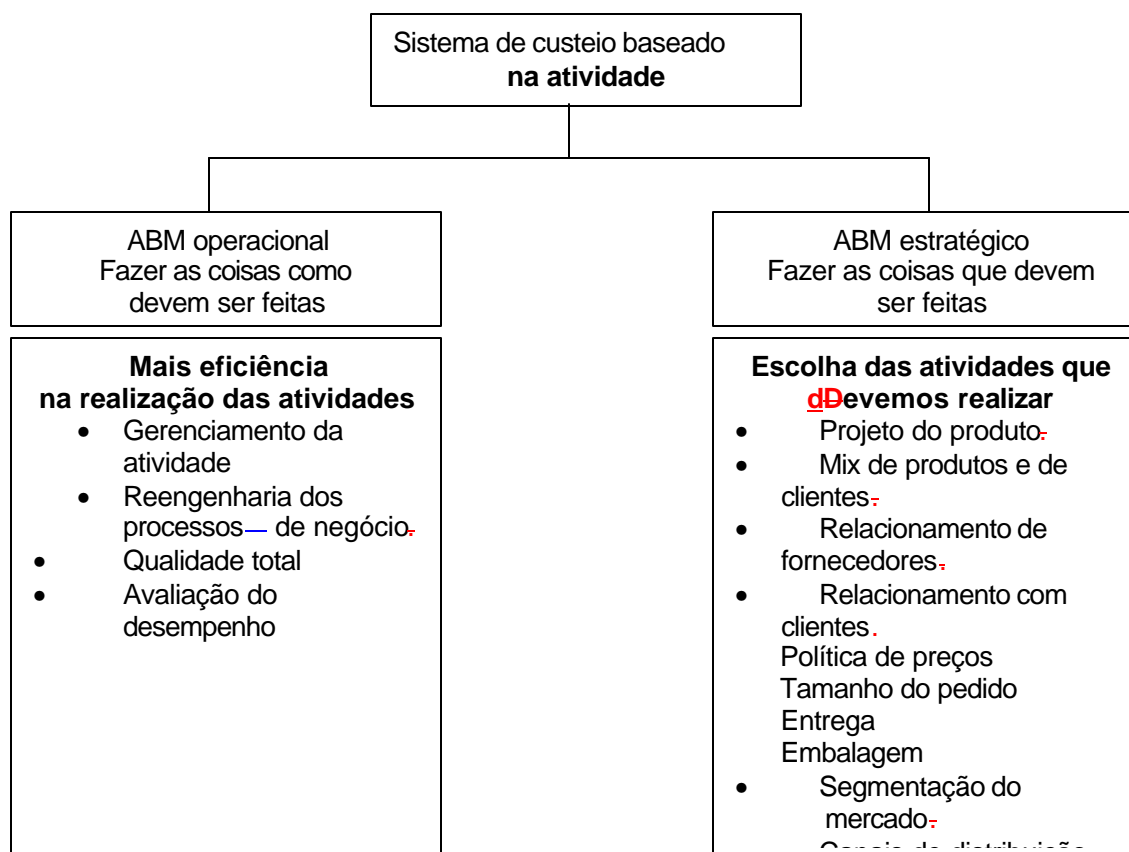 Sistema de custeio baseado
na atividade
ABM operacional
Fazer as coisas como
devem ser feitas
ABM estratégico
Fazer as coisas que devem
ser feitas
Mais eficiência
na realização das atividades
• Gerenciamento da
atividade
• Reengenharia dos
processos— de negócio.
• Qualidade total
• Avaliação do
desempenho
Escolha das atividades que
dDevemos realizar
• Projeto do produto.
• Mix de produtos e de
clientes.
• Relacionamento de
fornecedores.
• Relacionamento com
clientes.
Política de preços
Tamanho do pedido
Entrega
Embalagem
• Segmentação do
mercado.